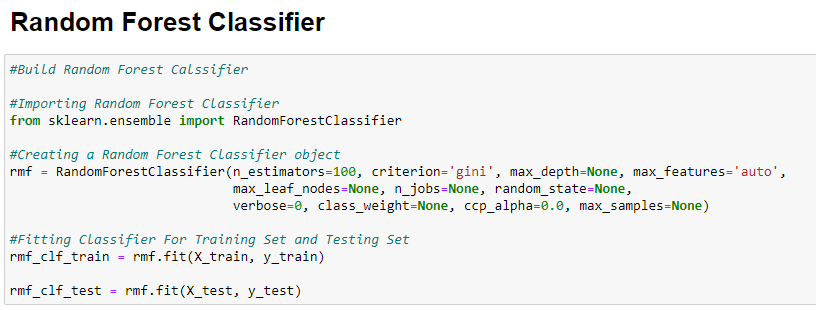 Random Forest Classifier
#Build Random Forest Calssifier
#Importing Random Forest Classifier
from sklearn.ensemble import RandomForestClassifier
#Creating a Random Forest Classifier object
rmf = RandomForestClassifier(n_estimators=100, criterion='gini', max_depth=None, max_features='auto',
max_leaf_nodes=None, n_jobs=None, random_state=None,
verbose=0, class_weight=None, ccp_alpha=0.0, max_samples=None)
#Fitting Classifier For Training Set and Testing Set
rmf_clf_train = rmf.fit(X_train, y_train)
rmf_clf_test = rmf.fit(X_test, y_test)